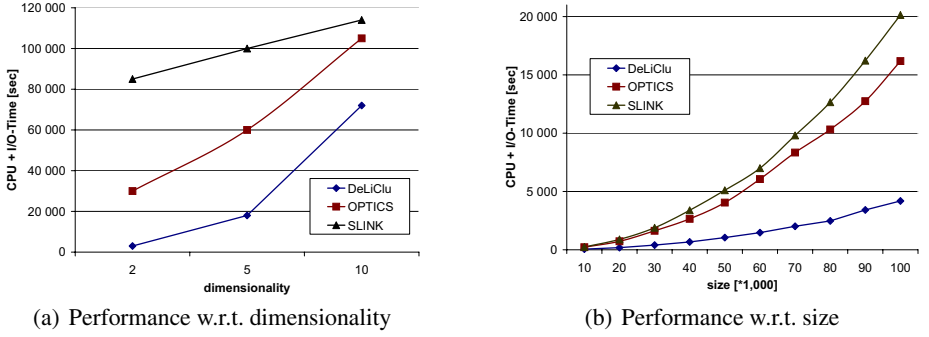 120 000
100 000
80 000
60 000
40 000
20 000
0
CPU + I/O-Time [sec]
DeLiClu
OPTICS
SLINK
2 5 10
dimensionality
(a) Performance w.r.t. dimensionality
20 000
15 000
10 000
5 000
0
CPU + I/O-Time [sec]
DeLiClu
OPTICS
SLINK
10 20 30 40 50 60 70 80 90 100
size [*1,000]
(b) Performance w.r.t. size